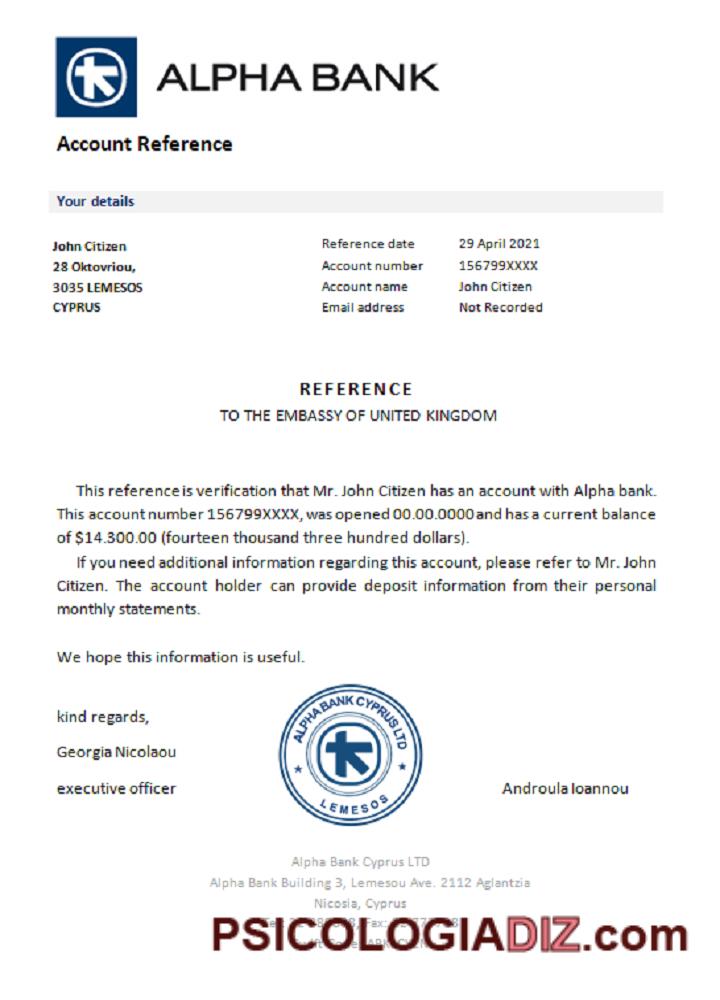 ALPHA BANK
Account Reference
Your details
John Citizen
28 Oktovriou,
3035 LEMESOS
CYPRUS
Reference date 29 April 2021
Account number 156799XXXX
Account name John Citizen
Email address Not Recorded
REFERENCE
TO THE EMBASSY OF UNITED KINGDOM
This reference is verification that Mr. John Citizen has an account with Alpha bank.
This account number 156799XXXX, was opened 00.00.0000 and has a current balance
of $14.300.00 (fourteen thousand three hundred dollars).
If you need additional information regarding this account, please refer to Mr. John
Citizen. The account holder can provide deposit information from their personal
monthly statements.
We hope this information is useful.
kind regards,
Georgia Nicolaou
executive officer
ALPHA BANK CYPRUS LTD
LEMESOS
Androula Ioannou
Alpha Bank Cyprus LTD
Alpha Bank Building 3, Lemesou Ave. 2112 Aglantzia
Nicosia, Cyprus
PSICOLOGIADIZ.com